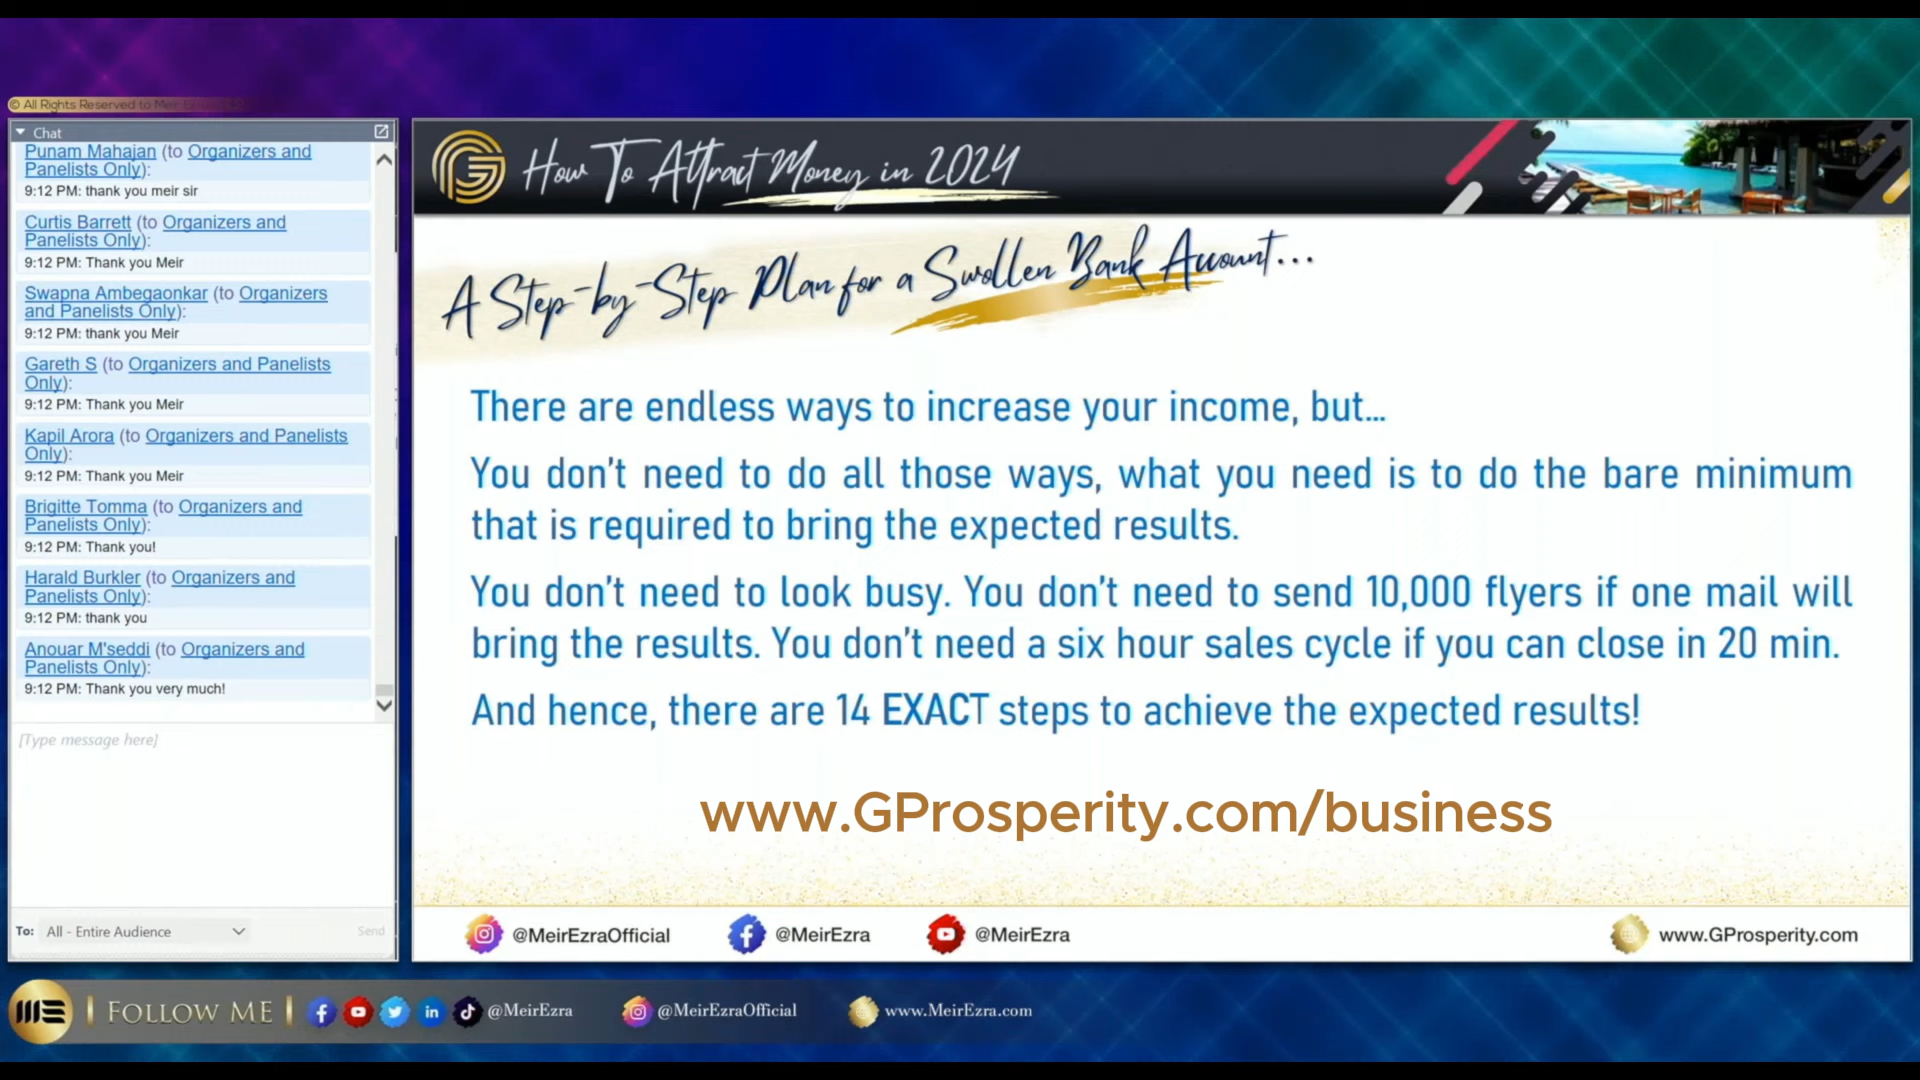 © All Rights Reserved to Meir Ezra
Chat
Punam Mahajan (to Organizers and
Panelists Only):
9:12 PM: thank you meir sir
Curtis Barrett (to Organizers and
Panelists Only):
9:12 PM: Thank you Meir
Swapna Ambegaonkar (to Organizers
and Panelists Only):
9:12 PM: thank you Meir
Gareth S (to Organizers and Panelists
Only):
9:12 PM: Thank you Meir
Kapil Arora (to Organizers and Panelists
Only):
9:12 PM: Thank you Meir
Brigitte Tomma (to Organizers and
Panelists Only):
9:12 PM: Thank you!
Harald Burkler (to Organizers and
Panelists Only):
9:12 PM: thank you
Anouar M'seddi (to Organizers and
Panelists Only):
9:12 PM: Thank you very much!
[Type message here]
To: All - Entire Audience
Send
How To Attract Money in 2024
A Step-by-Step Plan for a Swollen Bank Account...
There are endless ways to increase your income, but...
You don't need to do all those ways, what you need is to do the bare minimum
that is required to bring the expected results.
You don't need to look busy. You don't need to send 10,000 flyers if one mail will
bring the results. You don't need a six hour sales cycle if you can close in 20 min.
And hence, there are 14 EXACT steps to achieve the expected results!
www.GProsperity.com/business
@MeirEzraOfficial @MeirEzra @MeirEzra www.GProsperity.com
ME | FOLLOW ME | @MeirEzra @MeirEzraOfficial www.MeirEzra.com